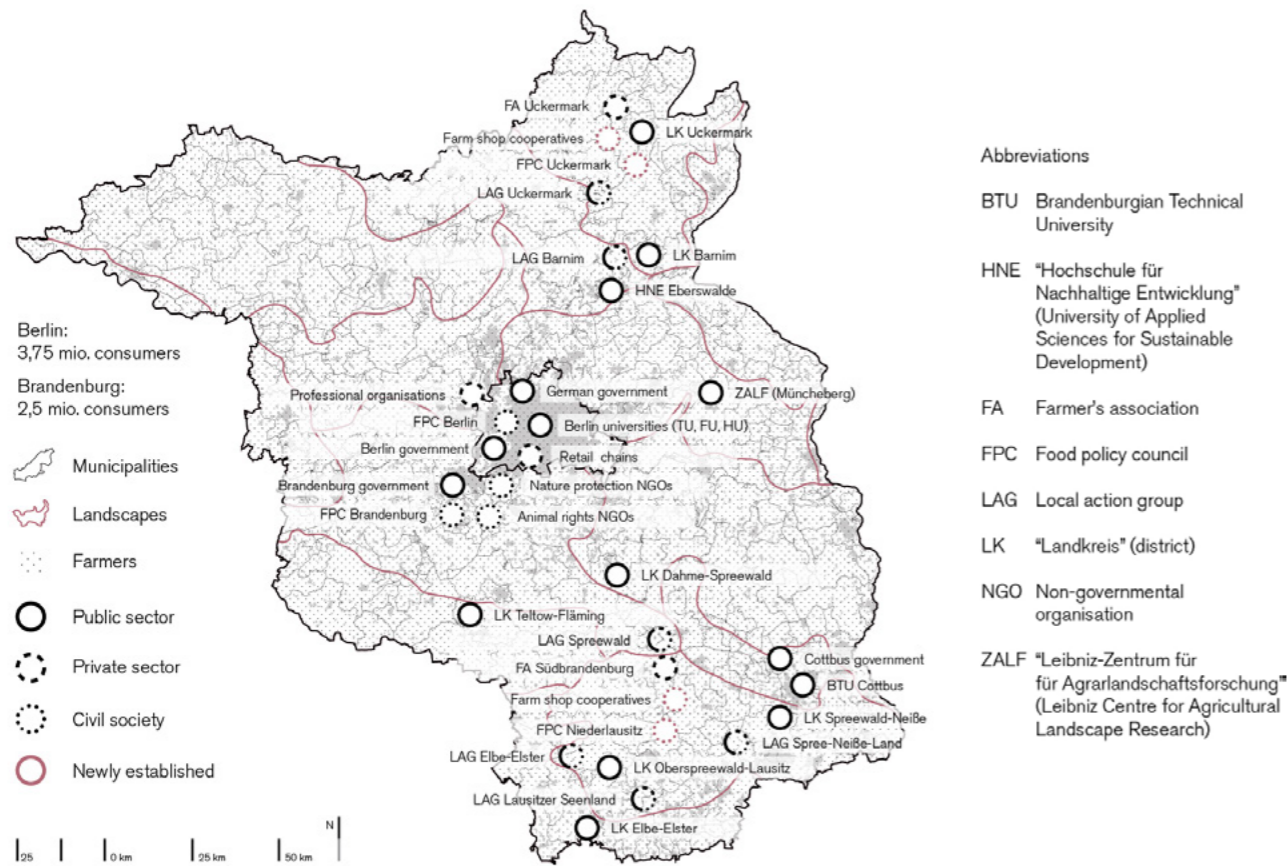 FA Uckermark
LK Uckermark
Farm shop cooperatives
FPC Uckermark
LAG Uckermark
LAG Barnim
LK Barnim
HNE Eberswalde
Berlin:
3,75 mio. consumers
Brandenburg:
2,5 mio. consumers
Municipalities
Landscapes
Farmers
Public sector
Private sector
Civil society
Newly established
25
0 km
25 km
50 km
N
Professional organisations
German government
ZALF (Müncheberg)
FPC Berlin
Berlin universities (TU, FU, HU)
Berlin government
Retail chains
Brandenburg government
Nature protection NGOs
FPC Brandenburg
Animal rights NGOs
LK Dahme-Spreewald
LK Teltow-Fläming
LAG Spreewald
Cottbus government
FA Südbrandenburg
BTU Cottbus
Farm shop cooperatives
LK Spreewald-Neiße
FPC Niederlausitz
LAG Spree-Neiße-Land
LAG Elbe-Elster
LK Oberspreewald-Lausitz
LAG Lausitzer Seenland
LK Elbe-Elster
Abbreviations
BTU Brandenburgian Technical
University
HNE "Hochschule für
Nachhaltige Entwicklung"
(University of Applied
Sciences for Sustainable
Development)
FA Farmer's association
FPC Food policy council
LAG Local action group
LK "Landkreis" (district)
NGO Non-governmental
organisation
ZALF "Leibniz-Zentrum für
für Agrarlandschaftsforschung""
(Leibniz Centre for Agricultural
Landscape Research)